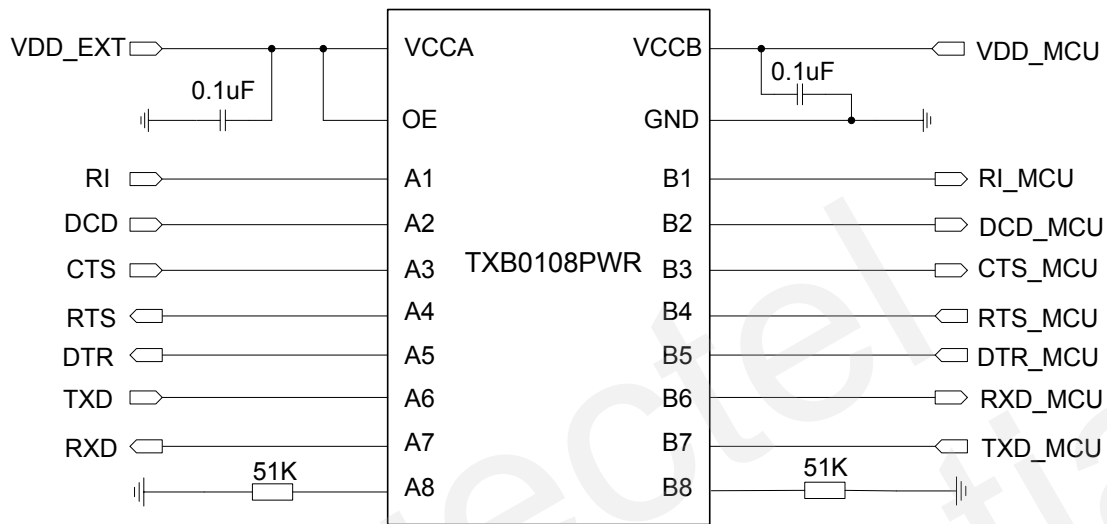 VDD_EXT VCCA VCCB VDD_MCU
0.1uF 0.1uF
OE GND
RI A1 B1 RI_MCU
DCD A2 B2 DCD_MCU
TXB0108PWR
CTS A3 B3 CTS_MCU
RTS A4 B4 RTS_MCU
DTR A5 B5 DTR_MCU
TXD A6 B6 RXD_MCU
RXD A7 B7 TXD_MCU
51K 51K
A8 B8